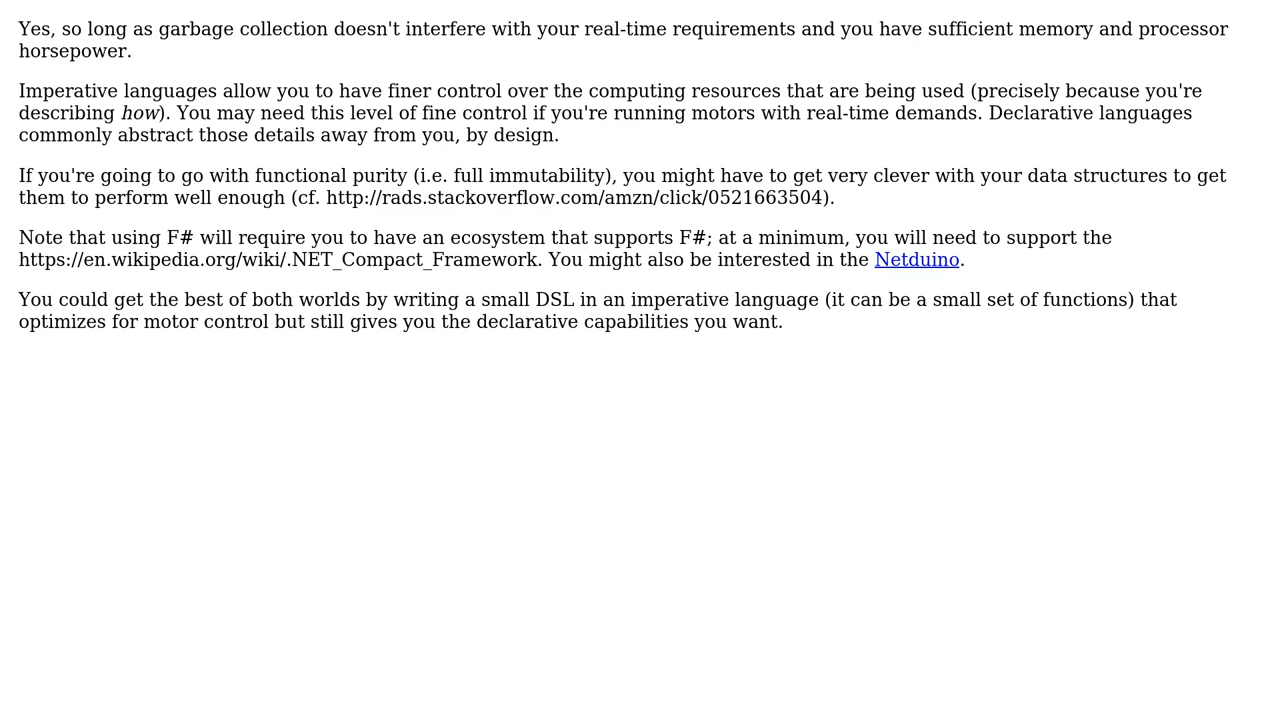 Yes, so long as garbage collection doesn't interfere with your real-time requirements and you have sufficient memory and processor
horsepower.
Imperative languages allow you to have finer control over the computing resources that are being used (precisely because you're
describing how). You may need this level of fine control if you're running motors with real-time demands. Declarative languages
commonly abstract those details away from you, by design.
If you're going to go with functional purity (i.e. full immutability), you might have to get very clever with your data structures to get
them to perform well enough (cf. http://rads.stackoverflow.com/amzn/click/0521663504).
Note that using F# will require you to have an ecosystem that supports F#; at a minimum, you will need to support the
https://en.wikipedia.org/wiki/.NET_Compact_Framework. You might also be interested in the Netduino.
You could get the best of both worlds by writing a small DSL in an imperative language (it can be a small set of functions) that
optimizes for motor control but still gives you the declarative capabilities you want.